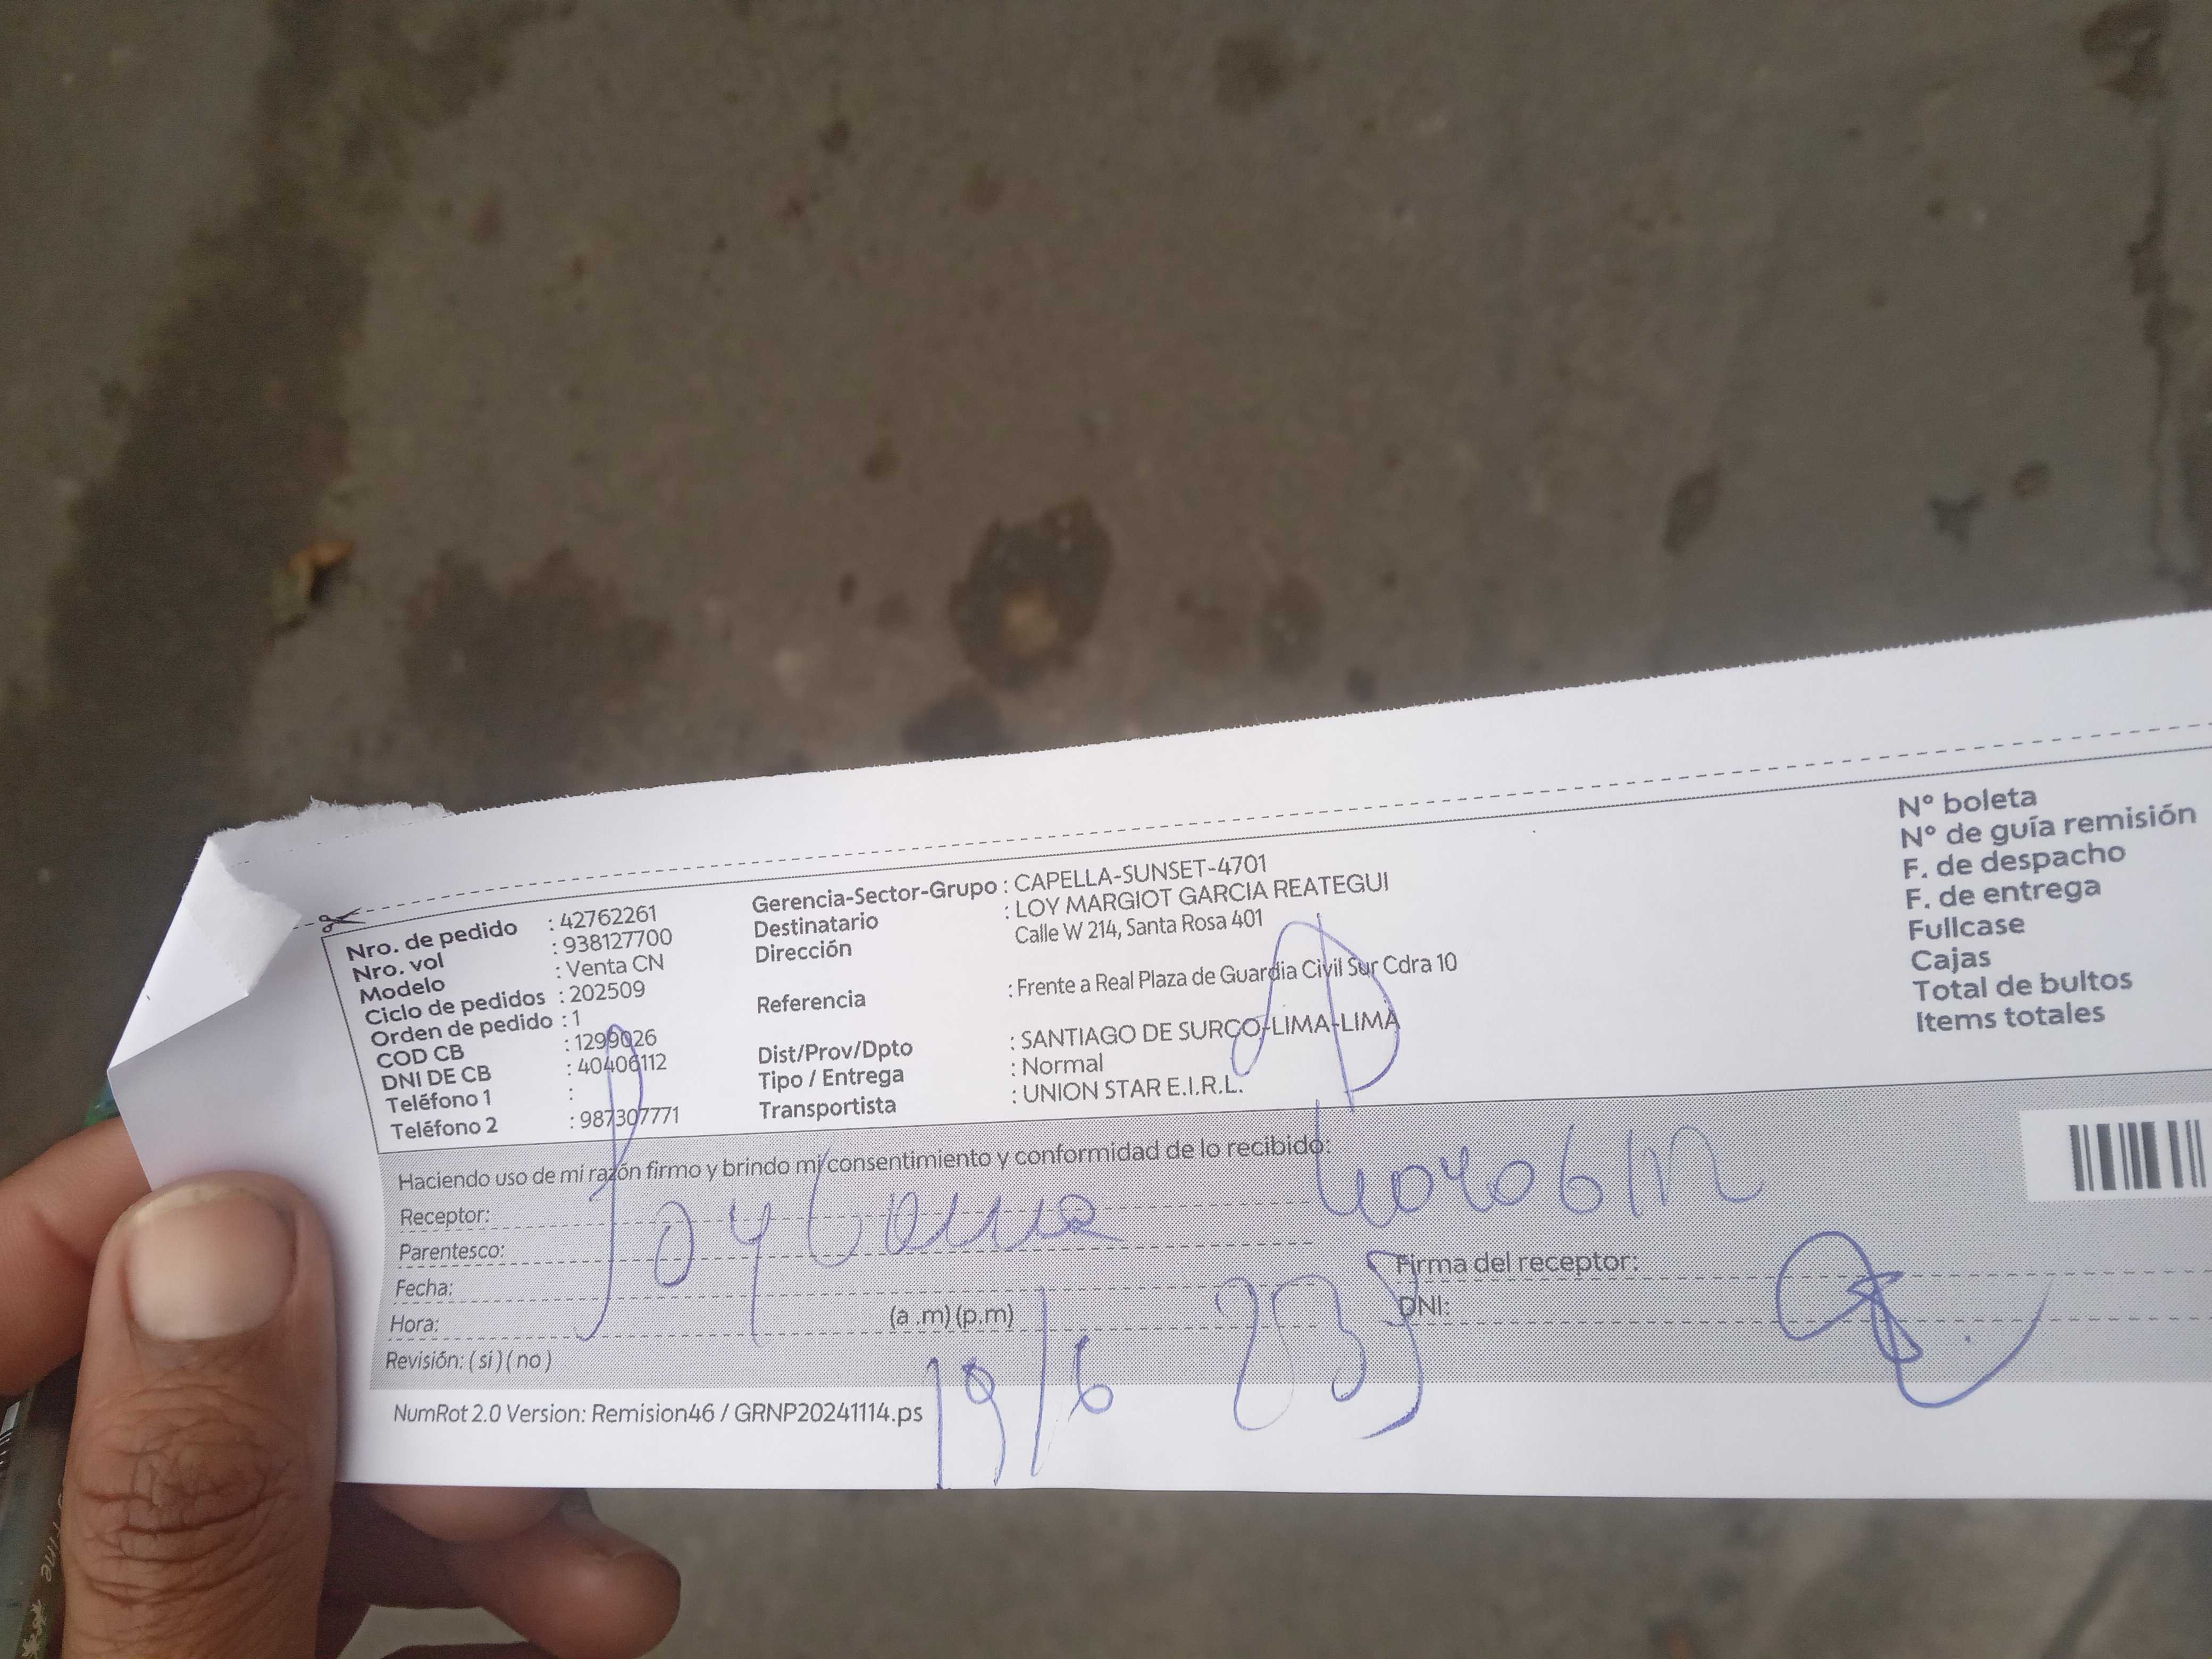 Nro. de pedido : 42762261
Nro. vol : 938127700
Modelo : Venta CN
Ciclo de pedidos : 202509
Orden de pedido : 1
COD CB : 1299026
DNI DE CB : 40406112
Teléfono 1 :
Teléfono 2 : 987307771
Gerencia-Sector-Grupo : CAPELLA-SUNSET-4701
Destinatario : LOY MARGIOT GARCIA REATEGUI
Dirección Calle W 214, Santa Rosa 401
Referencia : Frente a Real Plaza de Guardia Civil Sur Cdra 10
Dist/Prov/Dpto : SANTIAGO DE SURCO-LIMA-LIMA
Tipo / Entrega : Normal
Transportista : UNION STAR E.I.R.L.
N° boleta
N° de guía remisión
F. de despacho
F. de entrega
Fullcase
Cajas
Total de bultos
Items totales
Haciendo uso de mi razón firmo y brindo mi consentimiento y conformidad de lo recibido:
Receptor:
Parentesco:
Fecha:
Hora: (a .m) (p.m)
Revisión: ( si ) ( no )
Firma del receptor:
DNI:
19/6
NumRot 2.0 Version: Remision46 / GRNP20241114.ps